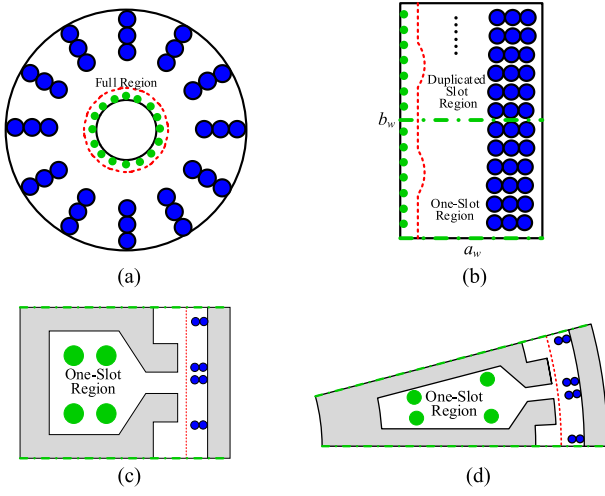 Full Region
(a)
Duplicated
Slot
Region
b_w
One-Slot
Region
a_w
(b)
One-Slot
Region
(c)
One-Slot
Region
(d)